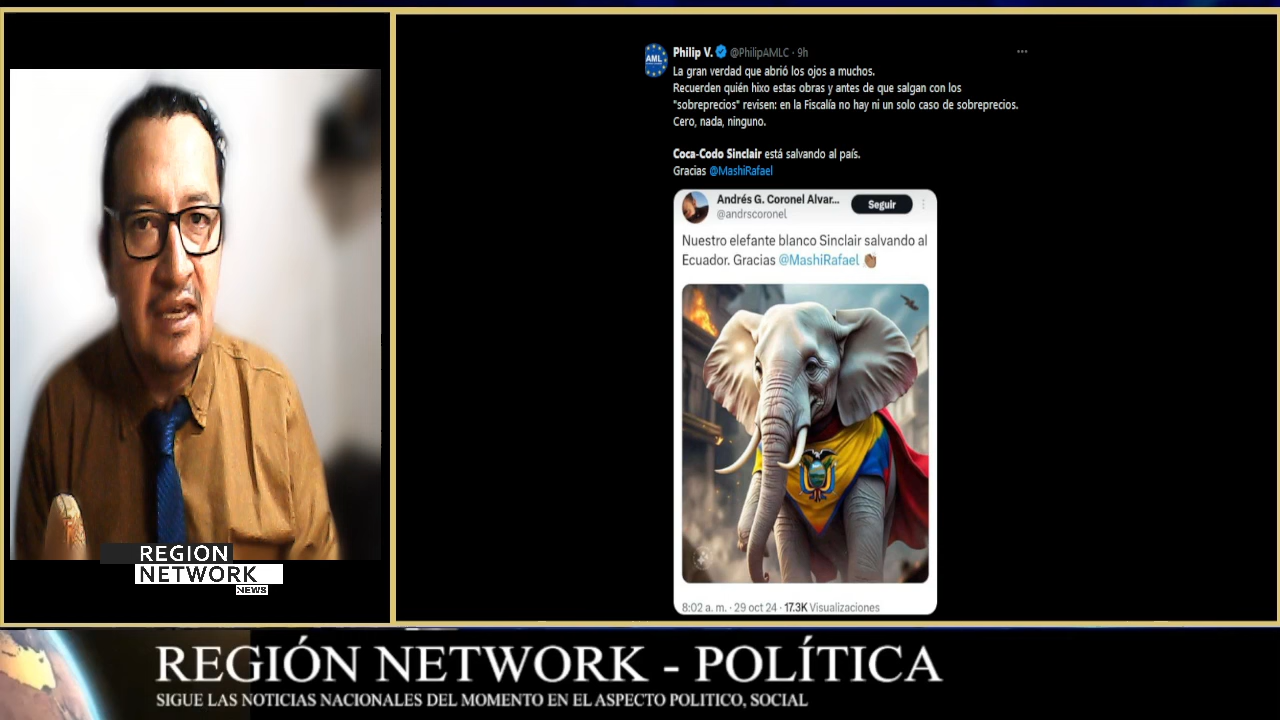 Philip V. @PhilipAMLC · 9h
AML
La gran verdad que abrió los ojos a muchos.
Recuerden quién hixo estas obras y antes de que salgan con los
"sobreprecios" revisen: en la Fiscalía no hay ni un solo caso de sobreprecios.
Cero, nada, ninguno.
Coca-Codo Sinclair está salvando al país.
Gracias @MashiRafael
Andrés G. Coronel Alvar...
@andrscoronel
Seguir
Nuestro elefante blanco Sinclair salvando al
Ecuador. Gracias @MashiRafael
8:02 a. m. · 29 oct 24 · 17.3K Visualizaciones
REGION
NETWORK
NEWS
REGIÓN NETWORK - POLÍTICA
SIGUE LAS NOTICIAS NACIONALES DEL MOMENTO EN EL ASPECTO POLITICO, SOCIAL